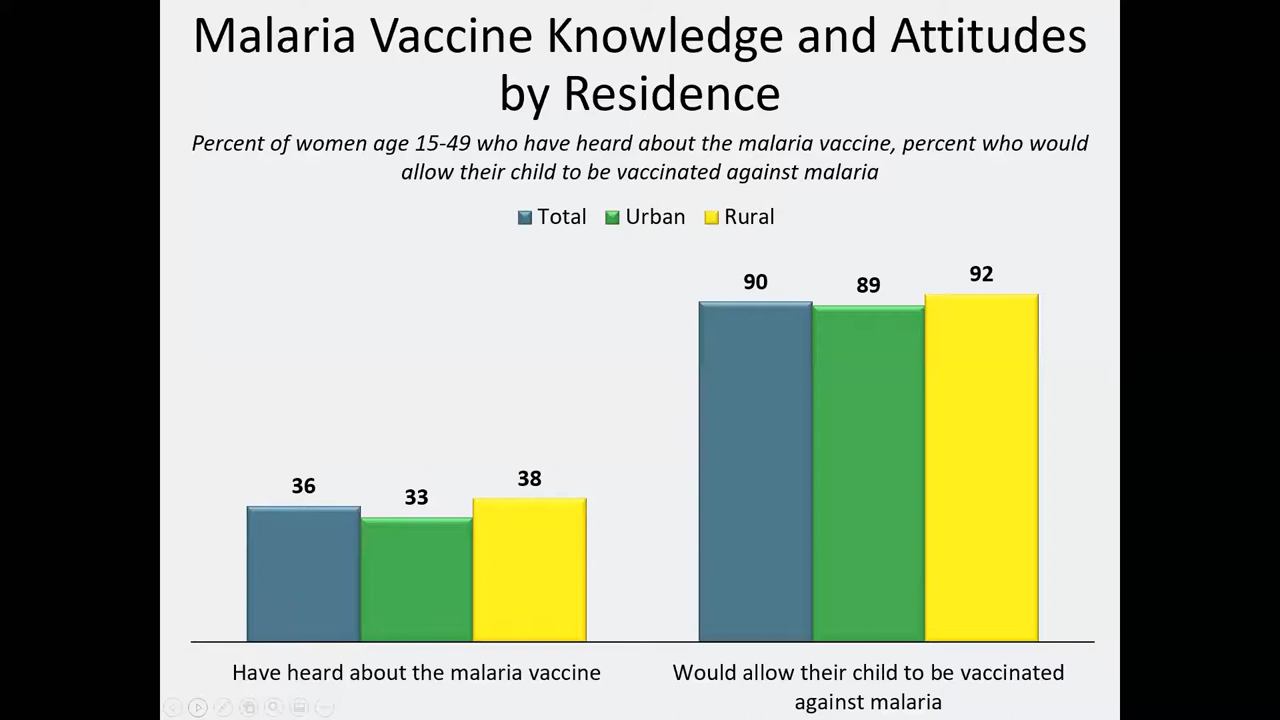 Malaria Vaccine Knowledge and Attitudes
by Residence
Percent of women age 15-49 who have heard about the malaria vaccine, percent who would
allow their child to be vaccinated against malaria
Total Urban Rural
90 89 92
36 33 38
Have heard about the malaria vaccine
Would allow their child to be vaccinated
against malaria